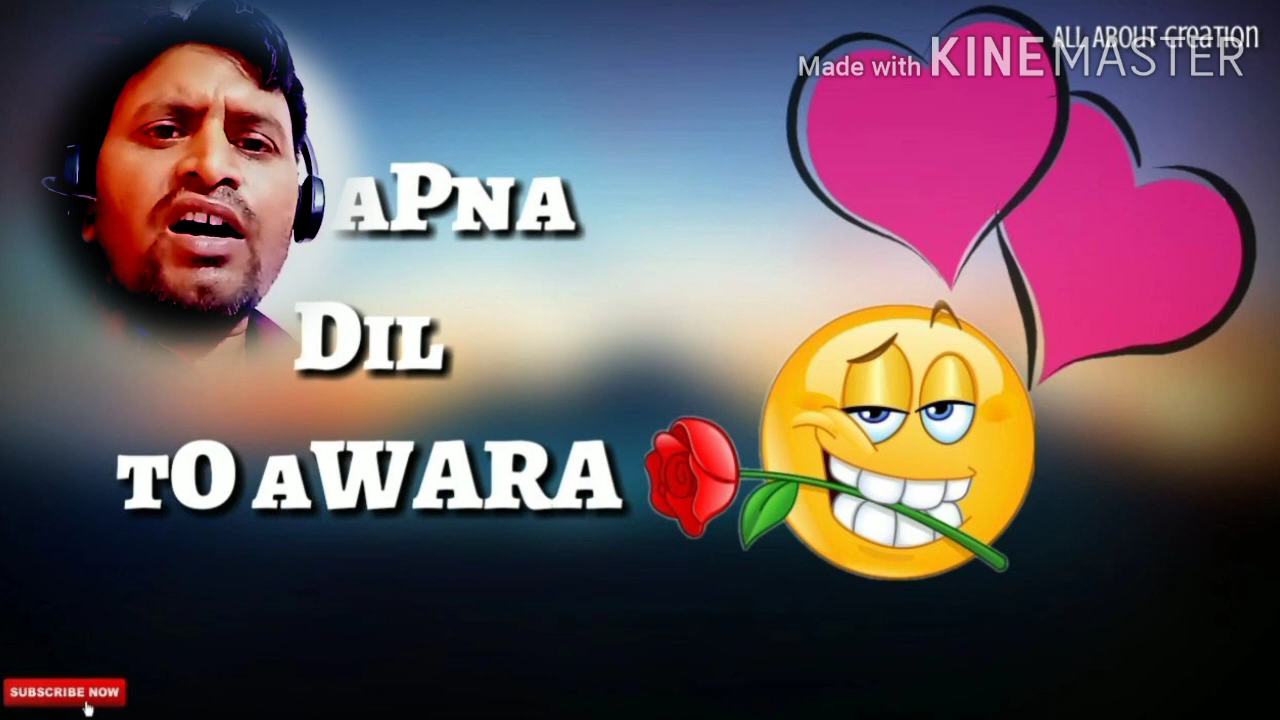 ALL ABOUT creation
Made with KINEMASTER
aPNA
DIL
TO aWARA
SUBSCRIBE NOW